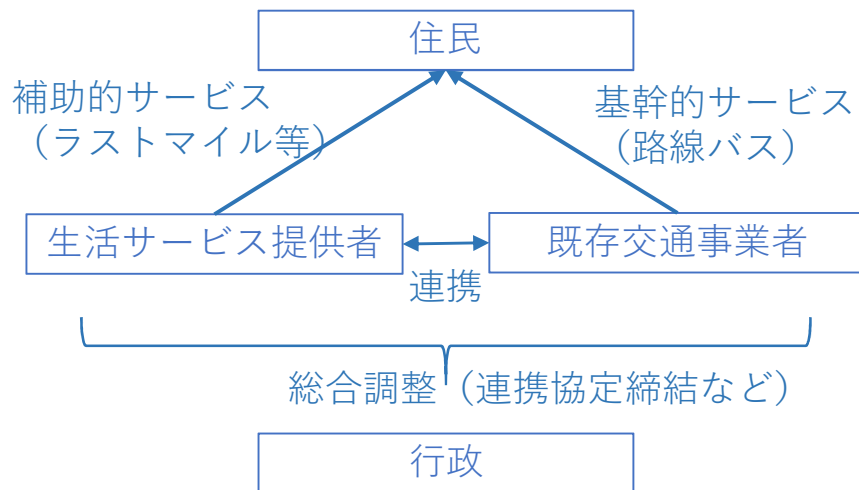 住民
補助的サービス
（ラストマイル等）
基幹的サービス
（路線バス）
生活サービス提供者
既存交通事業者
連携
総合調整（連携協定締結など）
行政